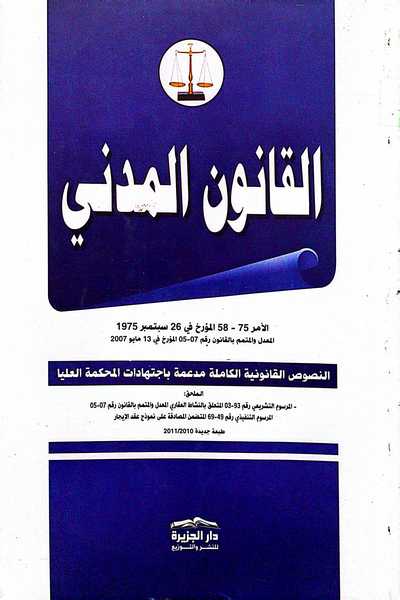 القانون المدني
الأمر 75 - 58 المؤرخ في 26 سبتمبر 1975
المعدل والمتمم بالقانون رقم 07-05 المؤرخ في 13 مايو 2007
النصوص القانونية الكاملة مدعمة باجتهادات المحكمة العليا
الملحق:
- المرسوم التشريعي رقم 93-03 المتعلق بالنشاط العقاري المعدل والمتمم بالقانون رقم 07-05
المرسوم التنفيذي رقم 69-49 المتضمن المصادقة على نموذج عقد الإيجار
طبعة جديدة 2011/2010
دار الجزيرة
للنشر والتوزيع